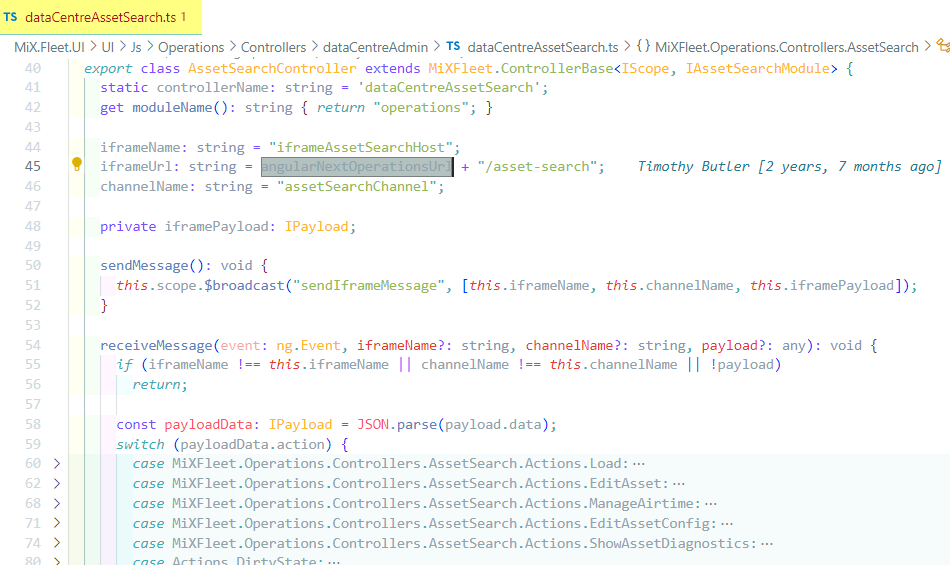 TS dataCentreAssetSearch.ts 1
MiX.Fleet.UI > UI > Js > Operations > Controllers > dataCentreAdmin > TS dataCentreAssetSearch.ts > {} MiXFleet.Operations.Controllers.AssetSearch >
40 export class AssetSearchController extends MiXFleet.ControllerBase<IScope, IAssetSearchModule> {
41 static controllerName: string = 'dataCentreAssetSearch';
42 get moduleName(): string { return "operations"; }
43
44 iframeName: string = "iframeAssetSearchHost";
45 iframeUrl: string = angularNextOperationsUrl + "/asset-search"; Timothy Butler [2 years, 7 months ago]
46 channelName: string = "assetSearchChannel";
47
48 private iframePayload: IPayload;
49
50 sendMessage(): void {
51 this.scope.$broadcast("sendIframeMessage", [this.iframeName, this.channelName, this.iframePayload]);
52 }
53
54 receiveMessage(event: ng.Event, iframeName?: string, channelName?: string, payload?: any): void {
55 if (iframeName !== this.iframeName || channelName !== this.channelName || !payload)
56 return;
57
58 const payloadData: IPayload = JSON.parse(payload.data);
59 switch (payloadData.action) {
60 > case MiXFleet.Operations.Controllers.AssetSearch.Actions.Load: ⋯
62 > case MiXFleet.Operations.Controllers.AssetSearch.Actions.EditAsset: ⋯
68 > case MiXFleet.Operations.Controllers.AssetSearch.Actions.ManageAirtime: ⋯
71 > case MiXFleet.Operations.Controllers.AssetSearch.Actions.EditAssetConfig: ⋯
74 > case MiXFleet.Operations.Controllers.AssetSearch.Actions.ShowAssetDiagnostics: ⋯
80 > case Actions.DirtyState: ⋯